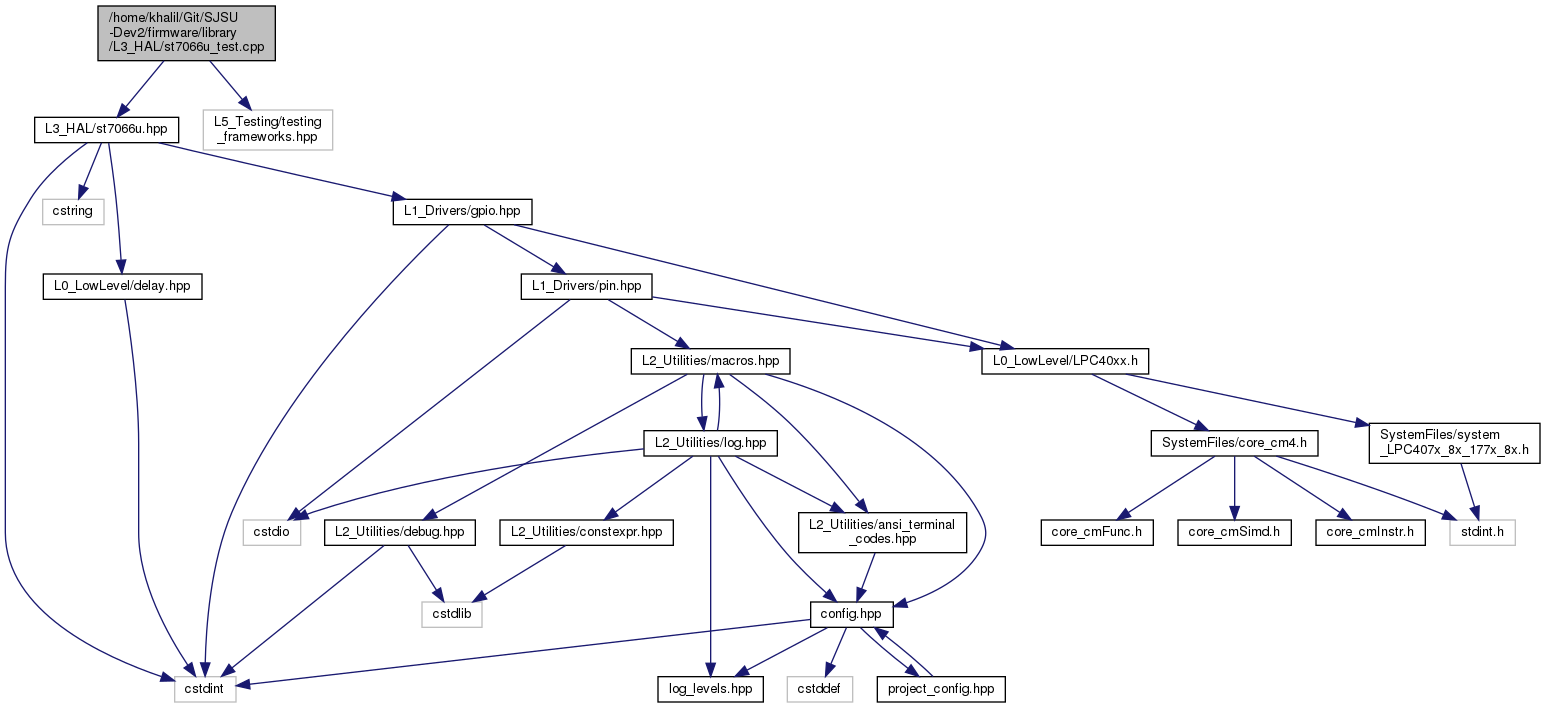 /home/khalil/Git/SJSU
-Dev2/firmware/library
/L3_HAL/st7066u_test.cpp
L3_HAL/st7066u.hpp
L5_Testing/testing
_frameworks.hpp
cstring
L1_Drivers/gpio.hpp
L0_LowLevel/delay.hpp
L1_Drivers/pin.hpp
L2_Utilities/macros.hpp
L0_LowLevel/LPC40xx.h
L2_Utilities/log.hpp
SystemFiles/core_cm4.h
SystemFiles/system
_LPC407x_8x_177x_8x.h
cstdio
L2_Utilities/debug.hpp
L2_Utilities/constexpr.hpp
L2_Utilities/ansi_terminal
_codes.hpp
core_cmFunc.h
core_cmSimd.h
core_cmInstr.h
stdint.h
cstdlib
config.hpp
cstdint
log_levels.hpp
cstddef
project_config.hpp